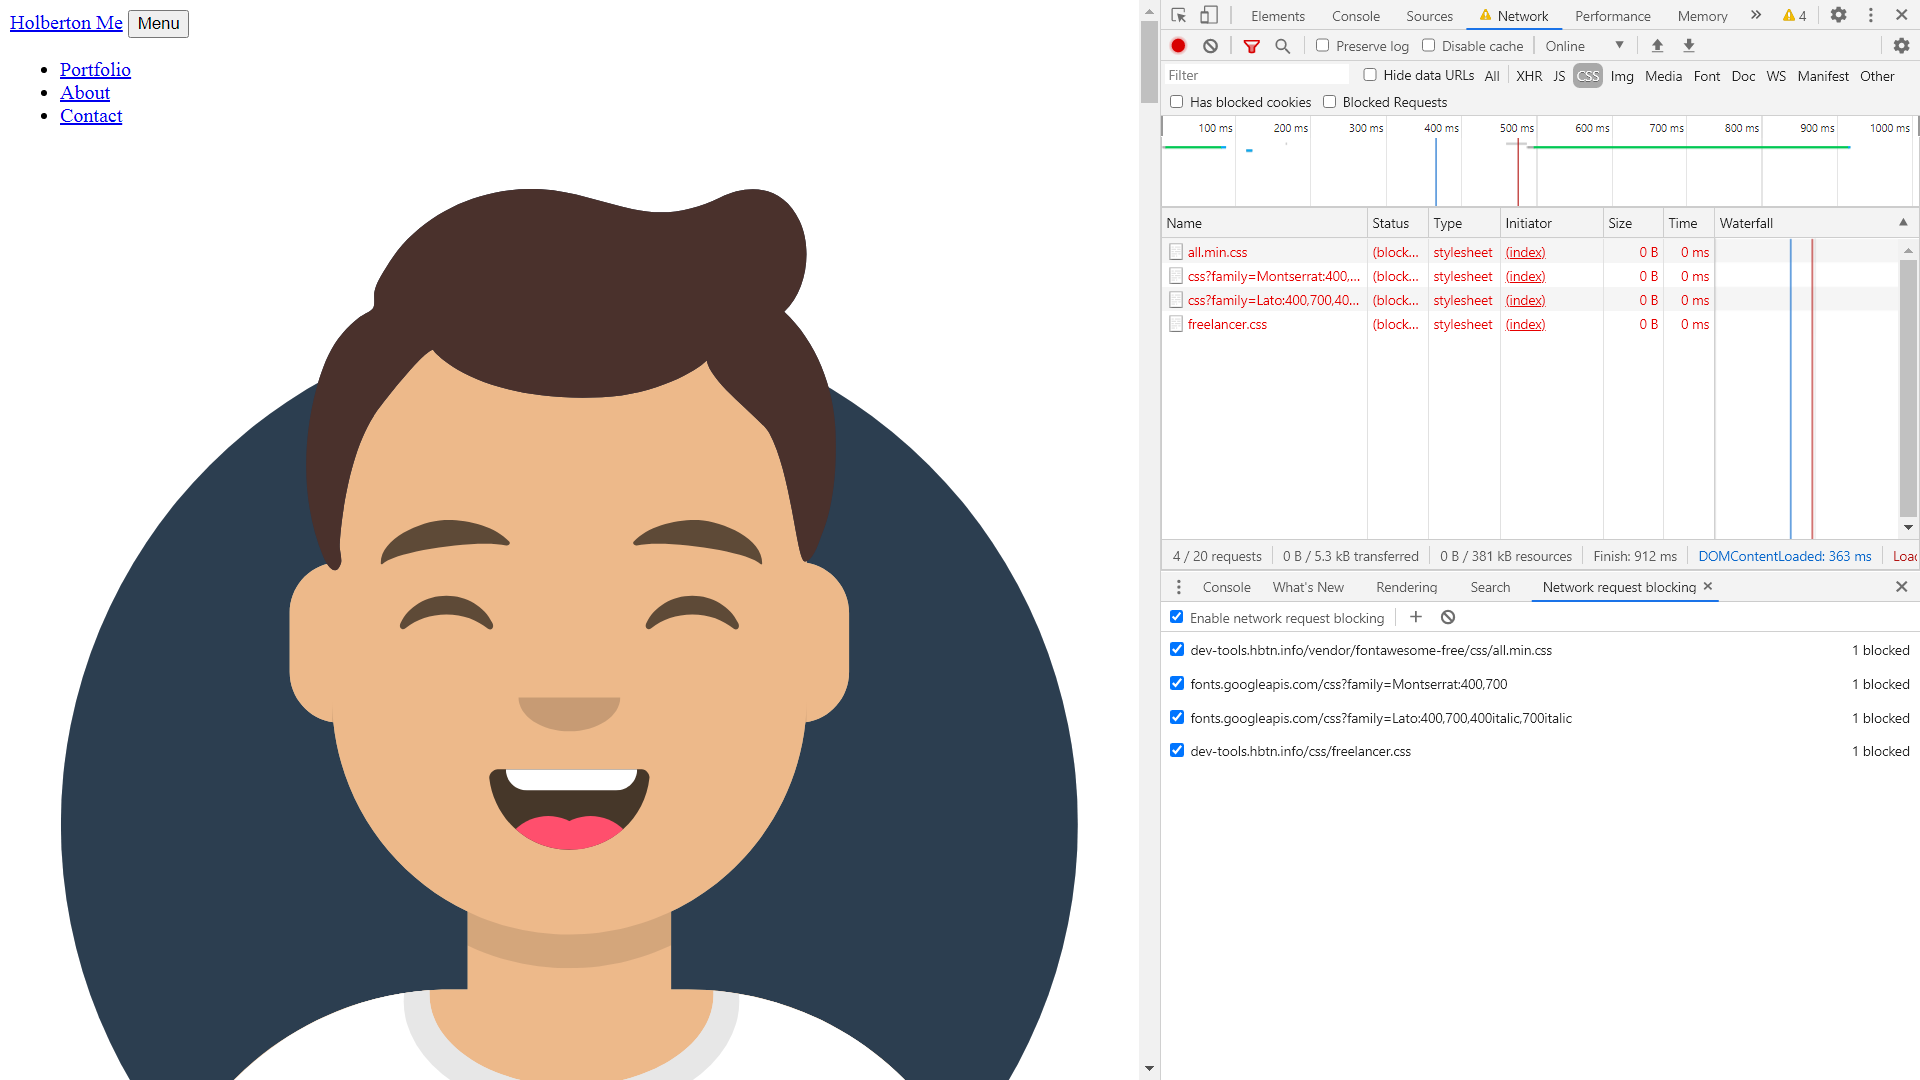 Holberton Me Menu
Portfolio
About
Contact
Elements Console Sources Network Performance Memory 4
Preserve log Disable cache Online
Filter Hide data URLs All XHR JS CSS Img Media Font Doc WS Manifest Other
Has blocked cookies Blocked Requests
100 ms 200 ms 300 ms 400 ms 500 ms 600 ms 700 ms 800 ms 900 ms 1000 ms
Name Status Type Initiator Size Time Waterfall
all.min.css (block... stylesheet (index) 0 B 0 ms
css?family=Montserrat:400,... (block... stylesheet (index) 0 B 0 ms
css?family=Lato:400,700,40... (block... stylesheet (index) 0 B 0 ms
freelancer.css (block... stylesheet (index) 0 B 0 ms
4 / 20 requests 0 B / 5.3 kB transferred 0 B / 381 kB resources Finish: 912 ms DOMContentLoaded: 363 ms Load
Console What's New Rendering Search Network request blocking
Enable network request blocking
dev-tools.hbtn.info/vendor/fontawesome-free/css/all.min.css 1 blocked
fonts.googleapis.com/css?family=Montserrat:400,700 1 blocked
fonts.googleapis.com/css?family=Lato:400,700,400italic,700italic 1 blocked
dev-tools.hbtn.info/css/freelancer.css 1 blocked